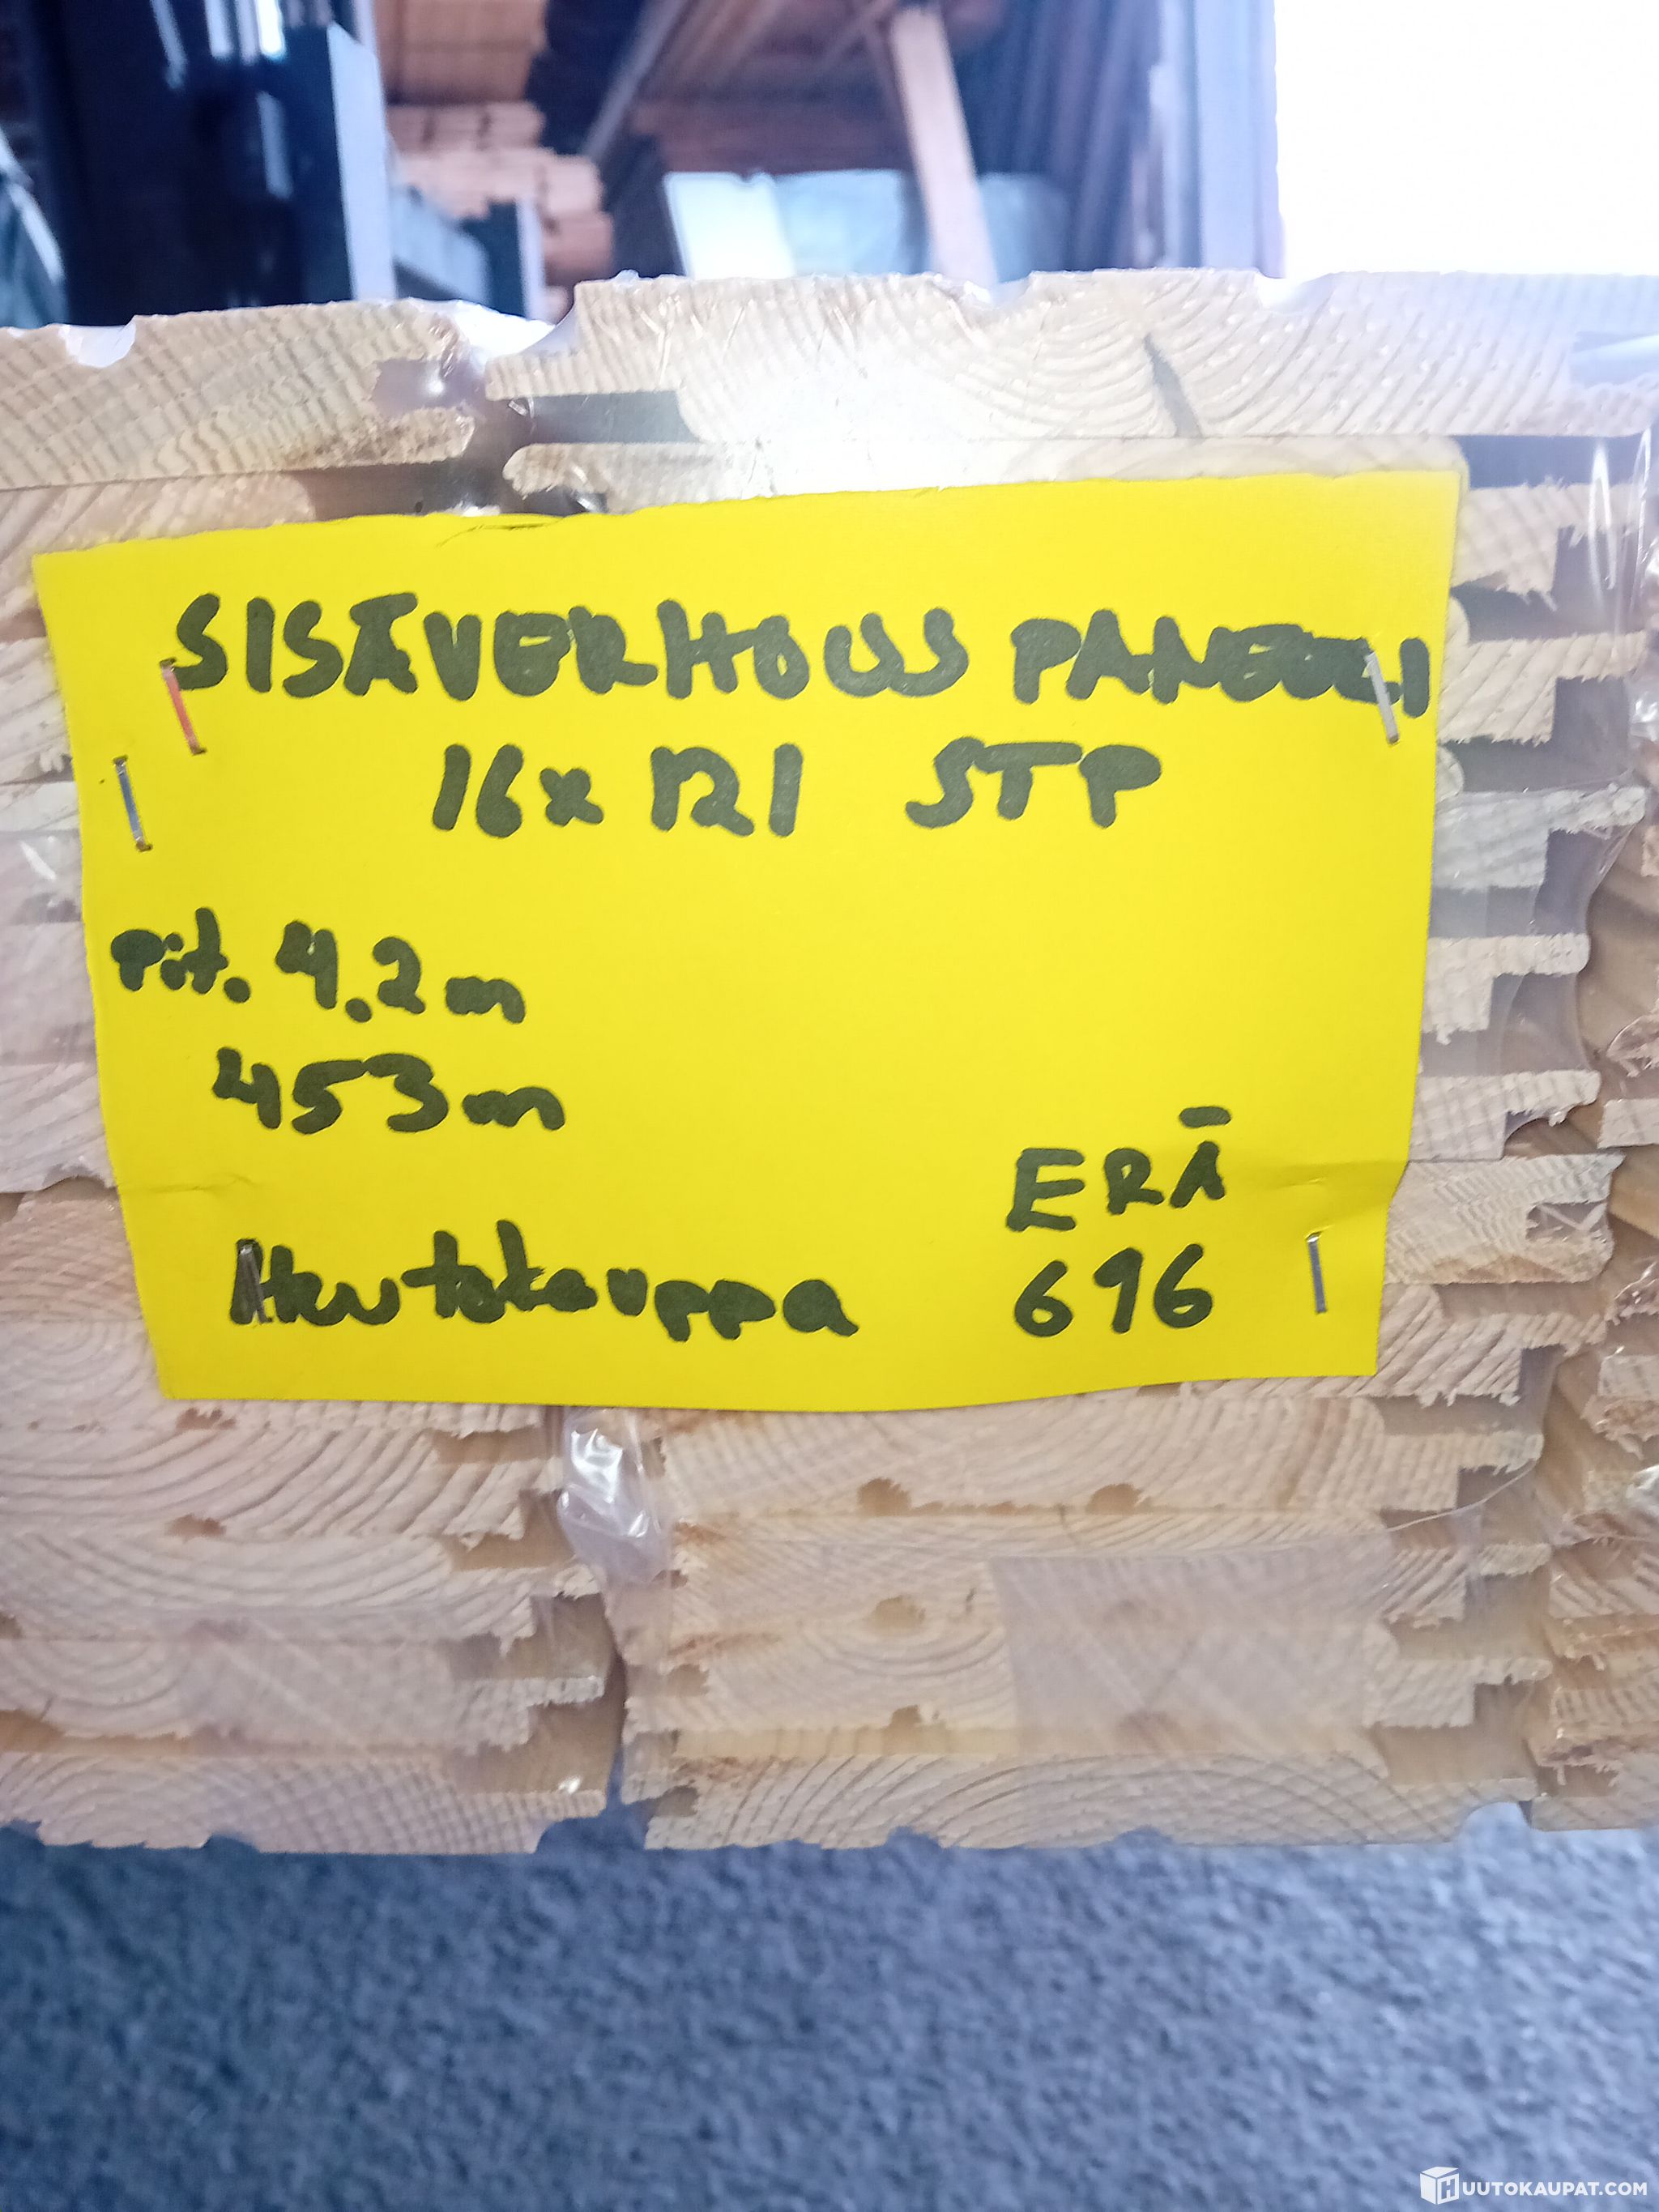 SISÄVERHOUS PANEELI
16x121 STP
Pit. 4.2m
453m
ERÄ
Huutokauppa 696
HUUTOKAUPAT.COM